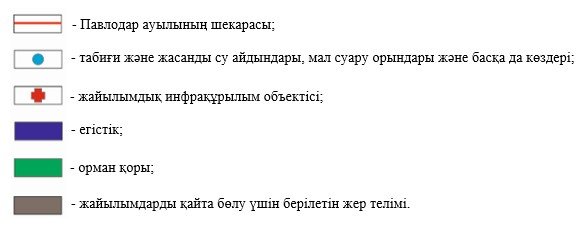 - Павлодар ауылының шекарасы;
- табиғи және жасанды су айдындары, мал суару орындары және басқа да көздері;
- жайылымдық инфрақұрылым объектісі;
- егістік;
- орман қоры;
- жайылымдарды қайта бөлу үшін берілетін жер телімі.